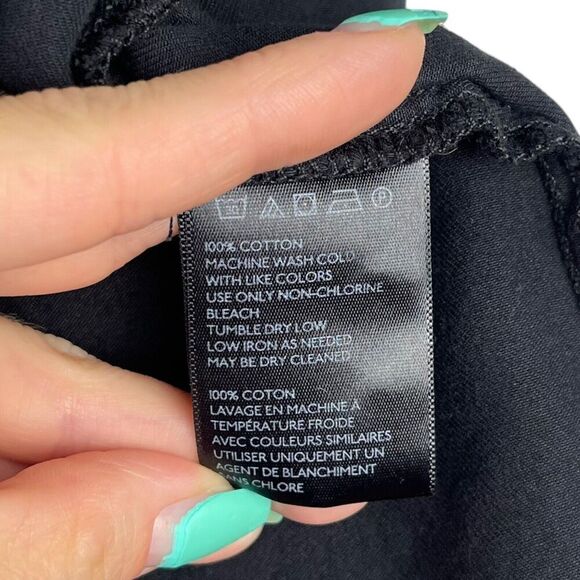 100% COTTON
MACHINE WASH COLD
WITH LIKE COLORS
USE ONLY NON-CHLORINE
BLEACH
TUMBLE DRY LOW
LOW IRON AS NEEDED
MAY BE DRY CLEANED
100% COTON
LAVAGE EN MACHINE À
TEMPÉRATURE FROIDE
AVEC COULEURS SIMILAIRES
UTILISER UNIQUEMENT UN
AGENT DE BLANCHIMENT
SANS CHLORE